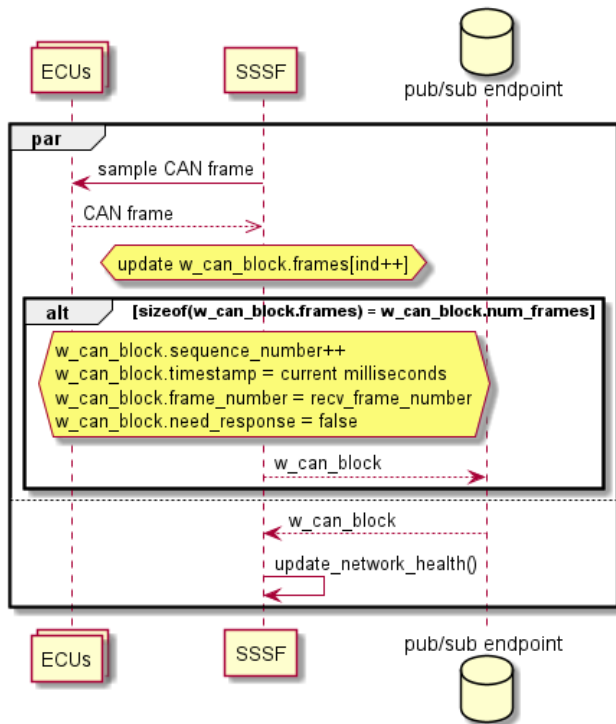 ECUs
SSSF
pub/sub endpoint
par
sample CAN frame
CAN frame
update w_can_block.frames[ind++]
alt
[sizeof(w_can_block.frames) = w_can_block.num_frames]
w_can_block.sequence_number++
w_can_block.timestamp = current milliseconds
w_can_block.frame_number = recv_frame_number
w_can_block.need_response = false
w_can_block
w_can_block
update_network_health()
ECUs
SSSF
pub/sub endpoint